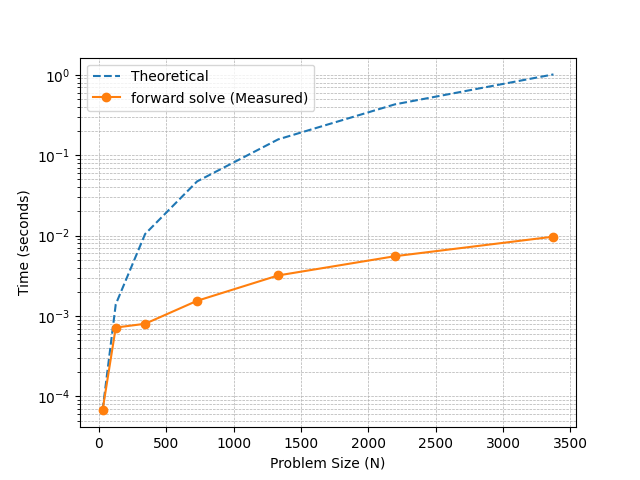 Theoretical
forward solve (Measured)
Time (seconds)
10⁰
10⁻¹
10⁻²
10⁻³
10⁻⁴
0 500 1000 1500 2000 2500 3000 3500
Problem Size (N)